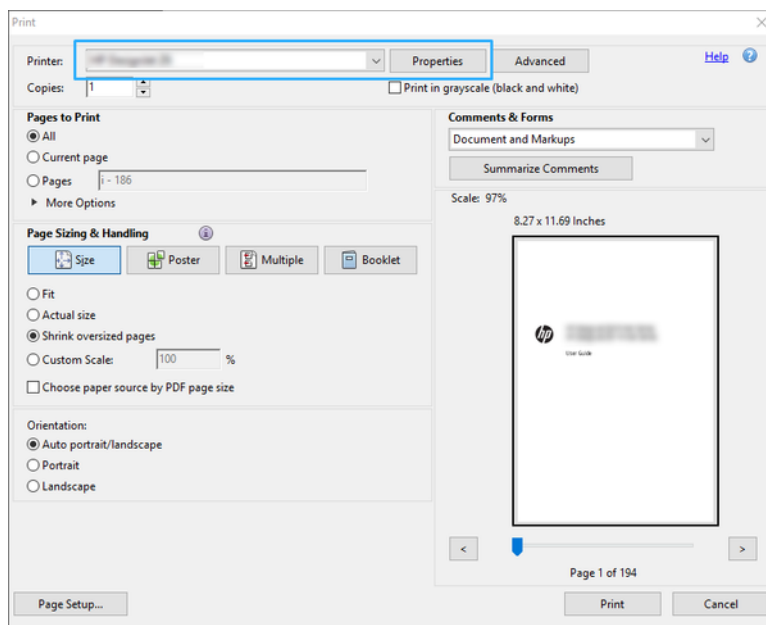 Print
Printer: Properties Advanced Help
Copies: 1 Print in grayscale (black and white)
Pages to Print
All
Current page
Pages i - 186
More Options
Comments & Forms
Document and Markups
Summarize Comments
Scale: 97%
8.27 x 11.69 Inches
Page Sizing & Handling
Size Poster Multiple Booklet
Fit
Actual size
Shrink oversized pages
Custom Scale: 100 %
Choose paper source by PDF page size
hp
User Guide
Orientation:
Auto portrait/landscape
Portrait
Landscape
< >
Page 1 of 194
Page Setup... Print Cancel